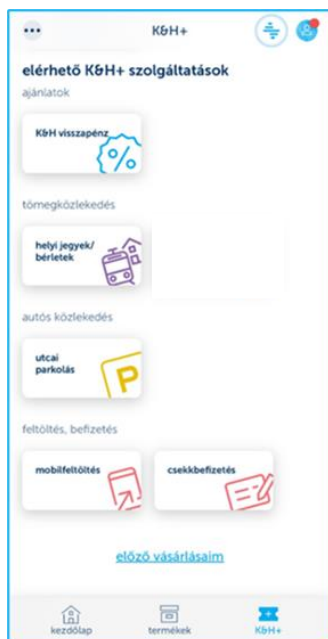 K&H+
elérhető K&H+ szolgáltatások
ajánlatok
K&H visszapénz
%
tömegközlekedés
helyi jegyek/
bérletek
autós közlekedés
utcai
parkolás
P
feltöltés, befizetés
mobilfeltöltés
csekkbefizetés
előző vásárlásaim
kezdőlap
termékek
K&H+